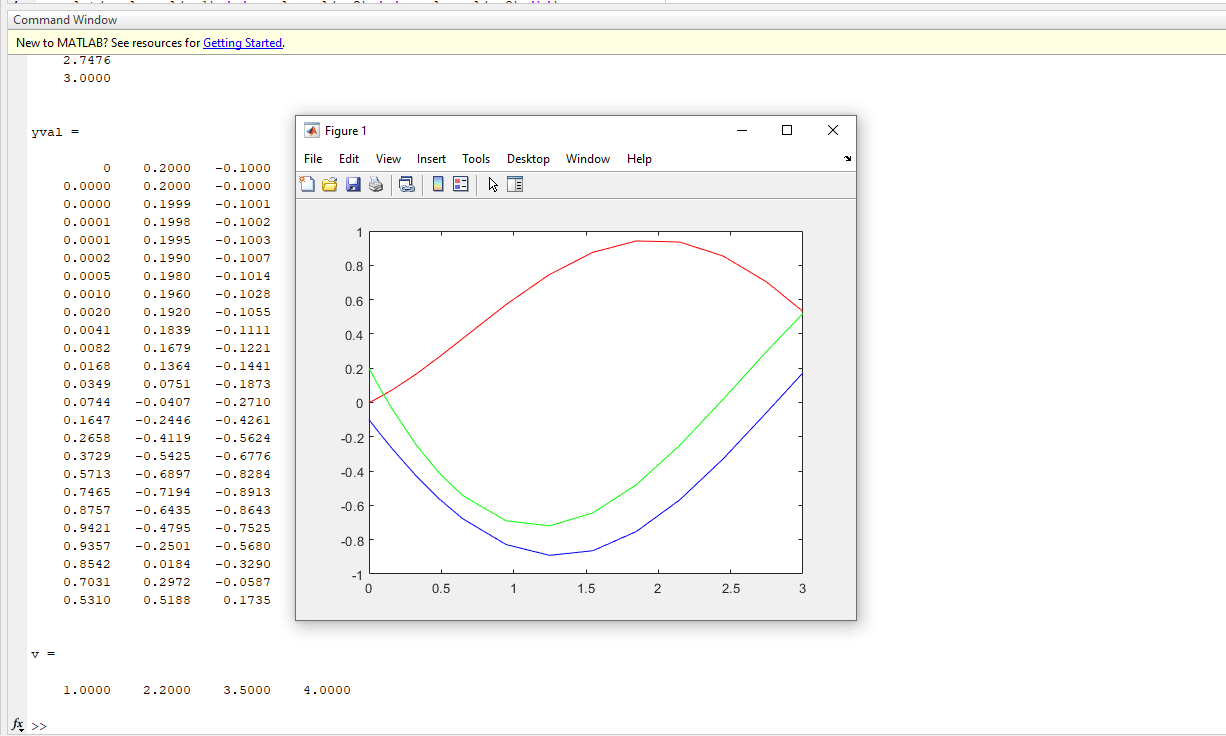 Command Window
New to MATLAB? See resources for Getting Started.
2.7476
3.0000
yval =
0 0.2000 -0.1000
0.0000 0.2000 -0.1000
0.0000 0.1999 -0.1001
0.0001 0.1998 -0.1002
0.0001 0.1995 -0.1003
0.0002 0.1990 -0.1007
0.0005 0.1980 -0.1014
0.0010 0.1960 -0.1028
0.0020 0.1920 -0.1055
0.0041 0.1839 -0.1111
0.0082 0.1679 -0.1221
0.0168 0.1364 -0.1441
0.0349 0.0751 -0.1873
0.0744 -0.0407 -0.2710
0.1647 -0.2446 -0.4261
0.2658 -0.4119 -0.5624
0.3729 -0.5425 -0.6776
0.5713 -0.6897 -0.8284
0.7465 -0.7194 -0.8913
0.8757 -0.6435 -0.8643
0.9421 -0.4795 -0.7525
0.9357 -0.2501 -0.5680
0.8542 0.0184 -0.3290
0.7031 0.2972 -0.0587
0.5310 0.5188 0.1735
v =
1.0000 2.2000 3.5000 4.0000
fx >>
Figure 1
File Edit View Insert Tools Desktop Window Help
1
0.8
0.6
0.4
0.2
0
-0.2
-0.4
-0.6
-0.8
-1
0 0.5 1 1.5 2 2.5 3